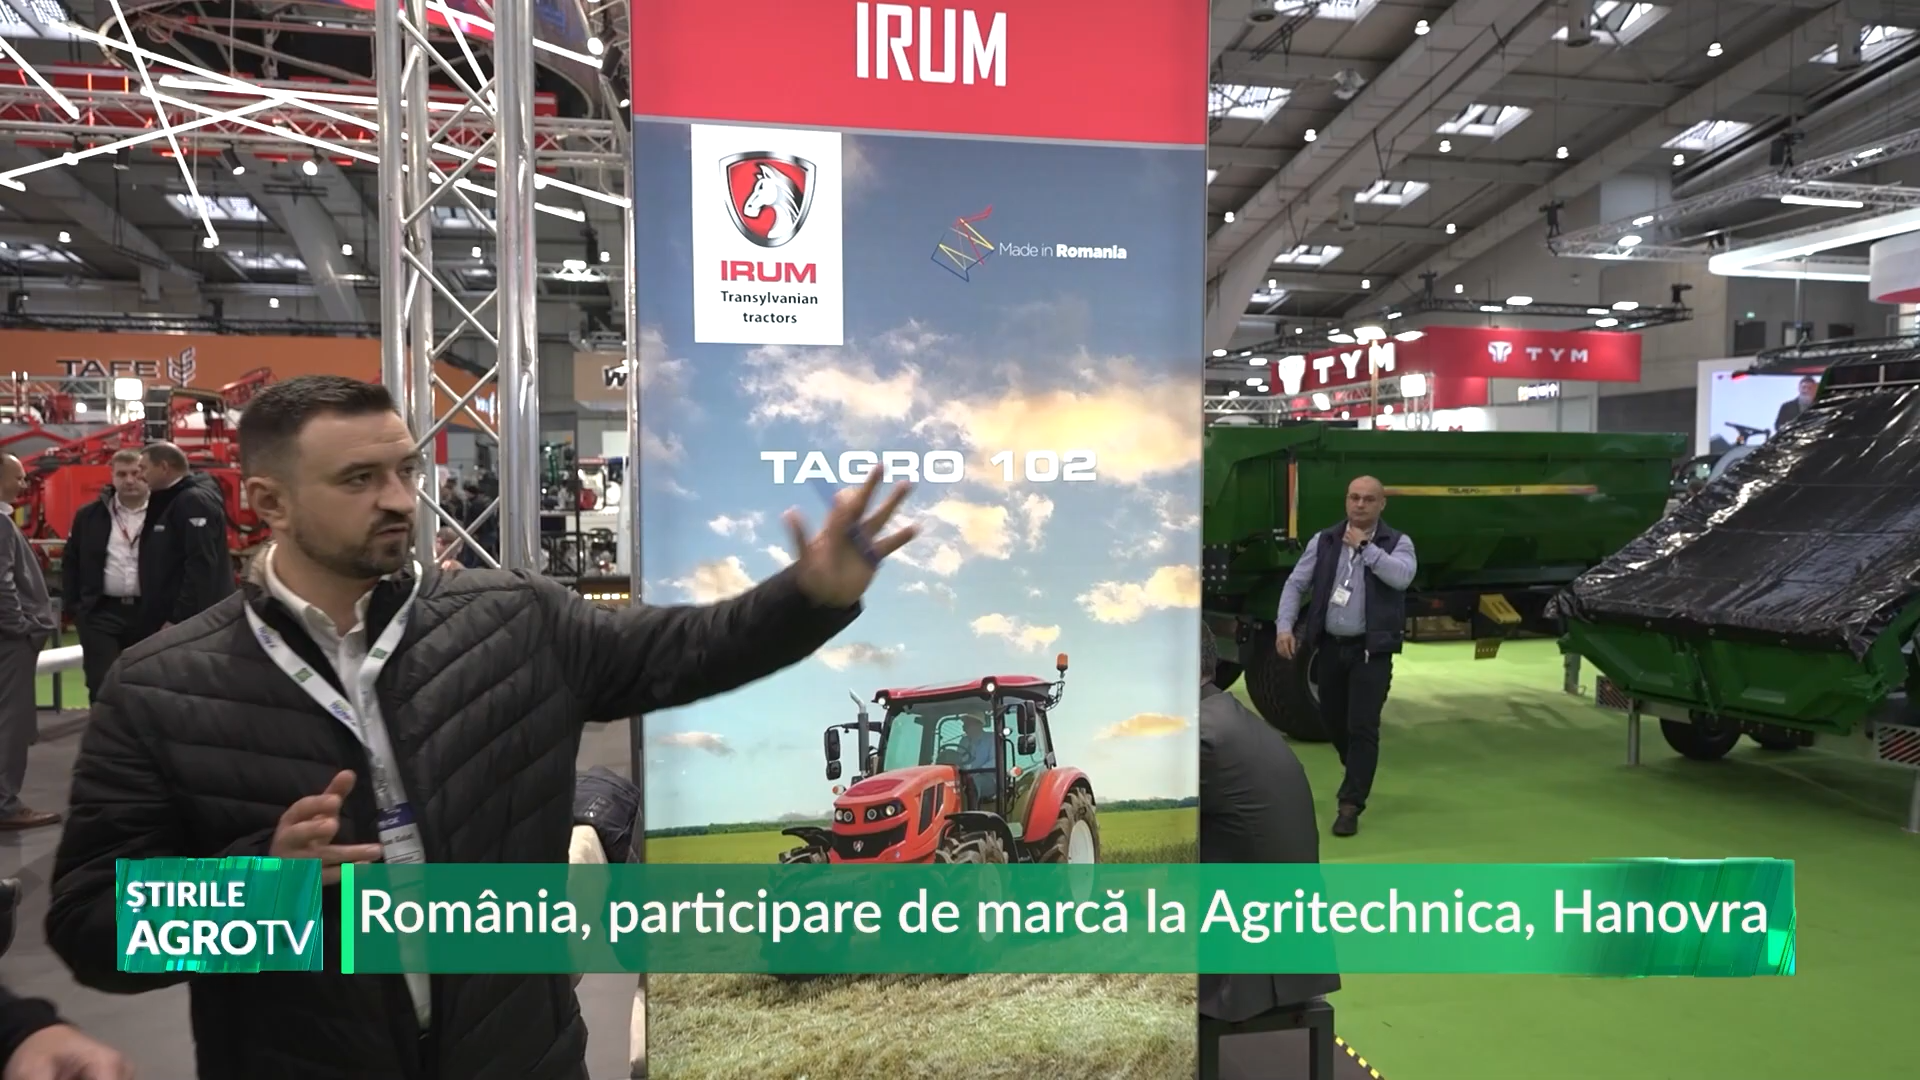 IRUM
IRUM
Transylvanian
tractors
Made in Romania
TAFE
TYM
TYM
TAGRO 102
ȘTIRILE
AGROTV
România, participare de marcă la Agritechnica, Hanovra